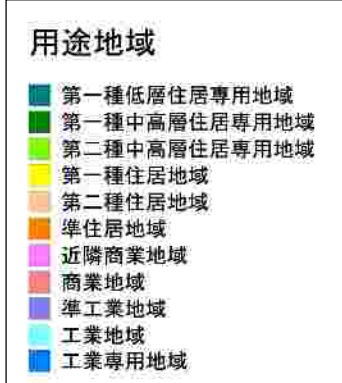 用途地域
第一種低層住居専用地域
第一種中高層住居専用地域
第二種中高層住居専用地域
第一種住居地域
第二種住居地域
準住居地域
近隣商業地域
商業地域
準工業地域
工業地域
工業専用地域